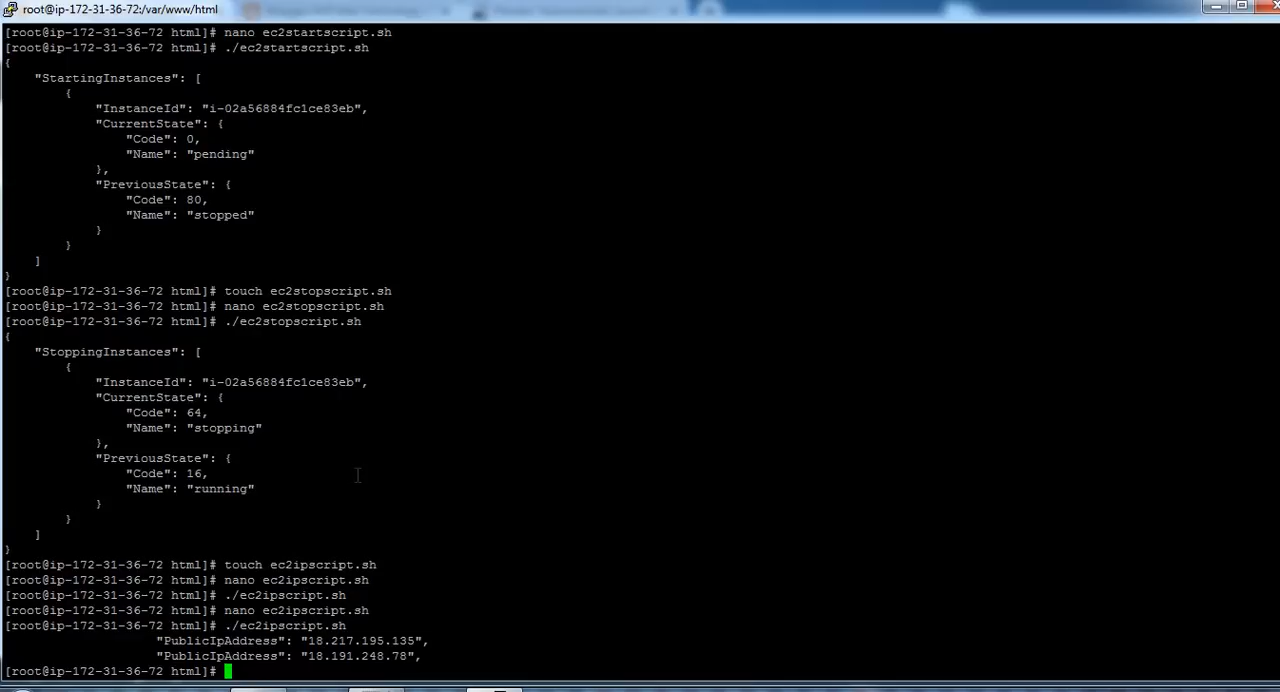 root@ip-172-31-36-72:/var/www/html
[root@ip-172-31-36-72 html]# nano ec2startscript.sh
[root@ip-172-31-36-72 html]# ./ec2startscript.sh
{
    "StartingInstances": [
        {
            "InstanceId": "i-02a56884fc1ce83eb",
            "CurrentState": {
                "Code": 0,
                "Name": "pending"
            },
            "PreviousState": {
                "Code": 80,
                "Name": "stopped"
            }
        }
    ]
}
[root@ip-172-31-36-72 html]# touch ec2stopscript.sh
[root@ip-172-31-36-72 html]# nano ec2stopscript.sh
[root@ip-172-31-36-72 html]# ./ec2stopscript.sh
{
    "StoppingInstances": [
        {
            "InstanceId": "i-02a56884fc1ce83eb",
            "CurrentState": {
                "Code": 64,
                "Name": "stopping"
            },
            "PreviousState": {
                "Code": 16,
                "Name": "running"
            }
        }
    ]
}
[root@ip-172-31-36-72 html]# touch ec2ipscript.sh
[root@ip-172-31-36-72 html]# nano ec2ipscript.sh
[root@ip-172-31-36-72 html]# ./ec2ipscript.sh
[root@ip-172-31-36-72 html]# nano ec2ipscript.sh
[root@ip-172-31-36-72 html]# ./ec2ipscript.sh
                    "PublicIpAddress": "18.217.195.135",
                    "PublicIpAddress": "18.191.248.78",
[root@ip-172-31-36-72 html]#